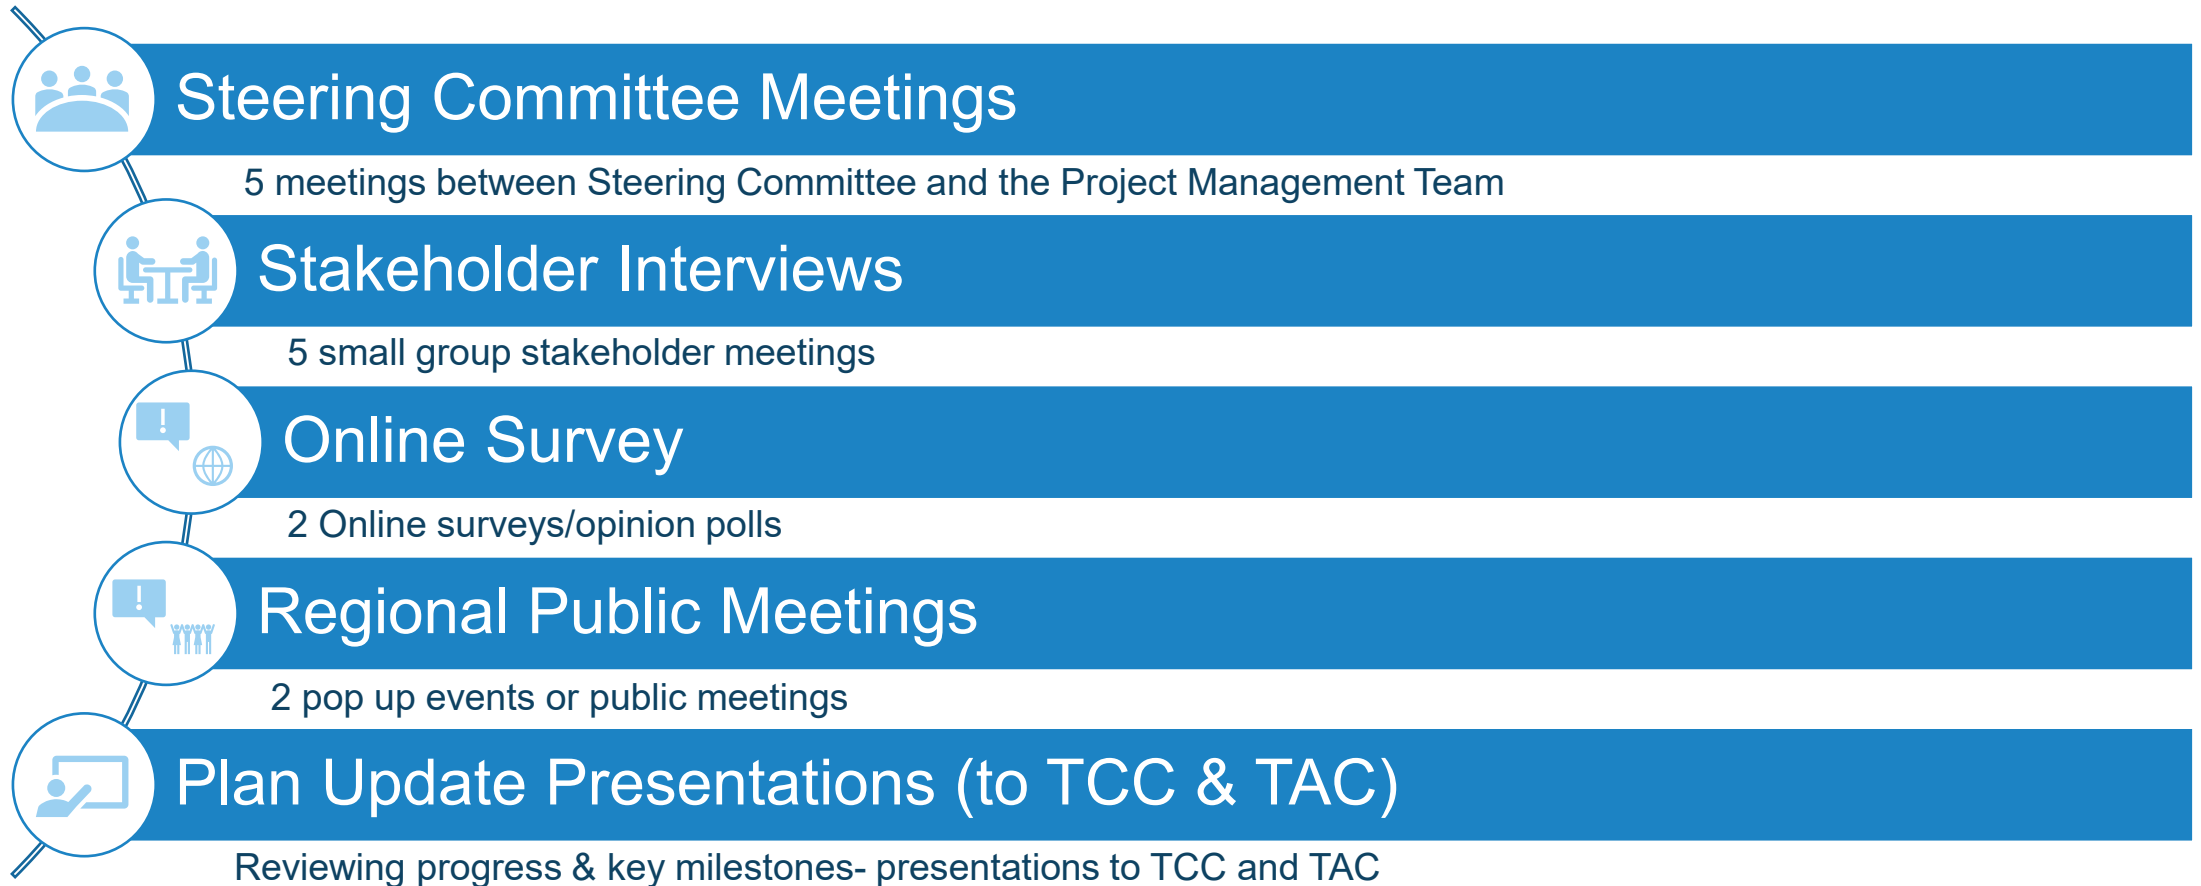 Steering Committee Meetings
5 meetings between Steering Committee and the Project Management Team
Stakeholder Interviews
5 small group stakeholder meetings
Online Survey
2 Online surveys/opinion polls
Regional Public Meetings
2 pop up events or public meetings
Plan Update Presentations (to TCC & TAC)
Reviewing progress & key milestones- presentations to TCC and TAC